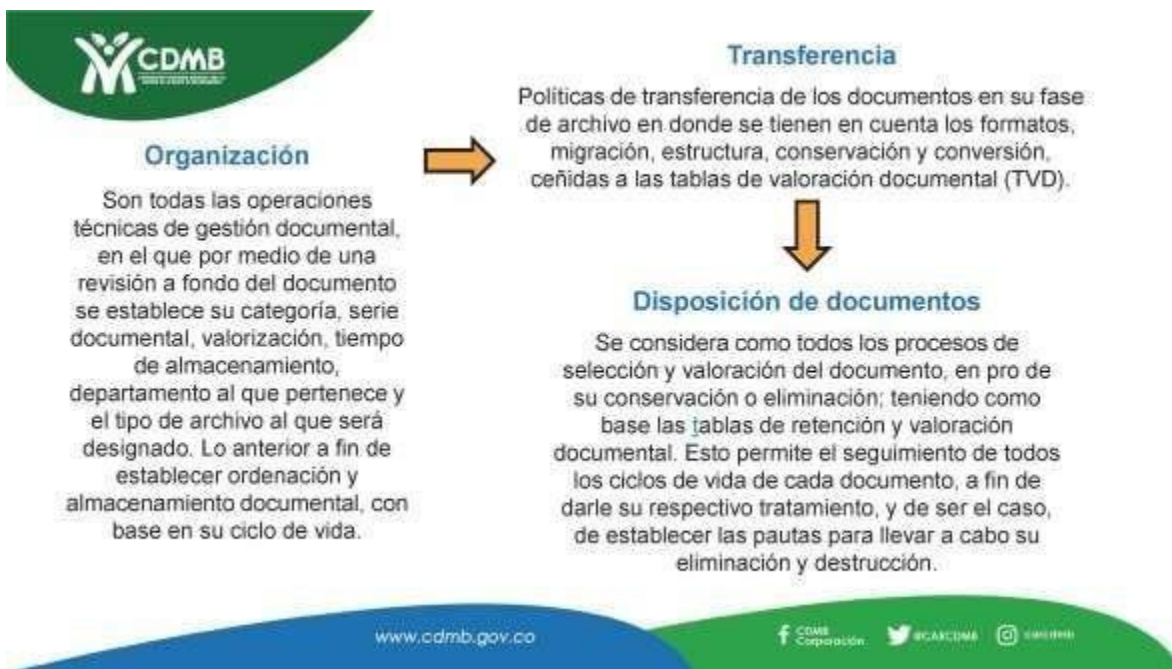 CDMB
Organización
Son todas las operaciones
técnicas de gestión documental,
en el que por medio de una
revisión a fondo del documento
se establece su categoría, serie
documental, valorización, tiempo
de almacenamiento,
departamento al que pertenece y
el tipo de archivo al que será
designado. Lo anterior a fin de
establecer ordenación y
almacenamiento documental, con
base en su ciclo de vida.
Transferencia
Políticas de transferencia de los documentos en su fase
de archivo en donde se tienen en cuenta los formatos,
migración, estructura, conservación y conversión,
ceñidas a las tablas de valoración documental (TVD).
Disposición de documentos
Se considera como todos los procesos de
selección y valoración del documento, en pro de
su conservación o eliminación; teniendo como
base las tablas de retención y valoración
documental. Esto permite el seguimiento de todos
los ciclos de vida de cada documento, a fin de
darle su respectivo tratamiento, y de ser el caso,
de establecer las pautas para llevar a cabo su
eliminación y destrucción.
www.cdmb.gov.co
CDMB
Corporación
@CARCDMB